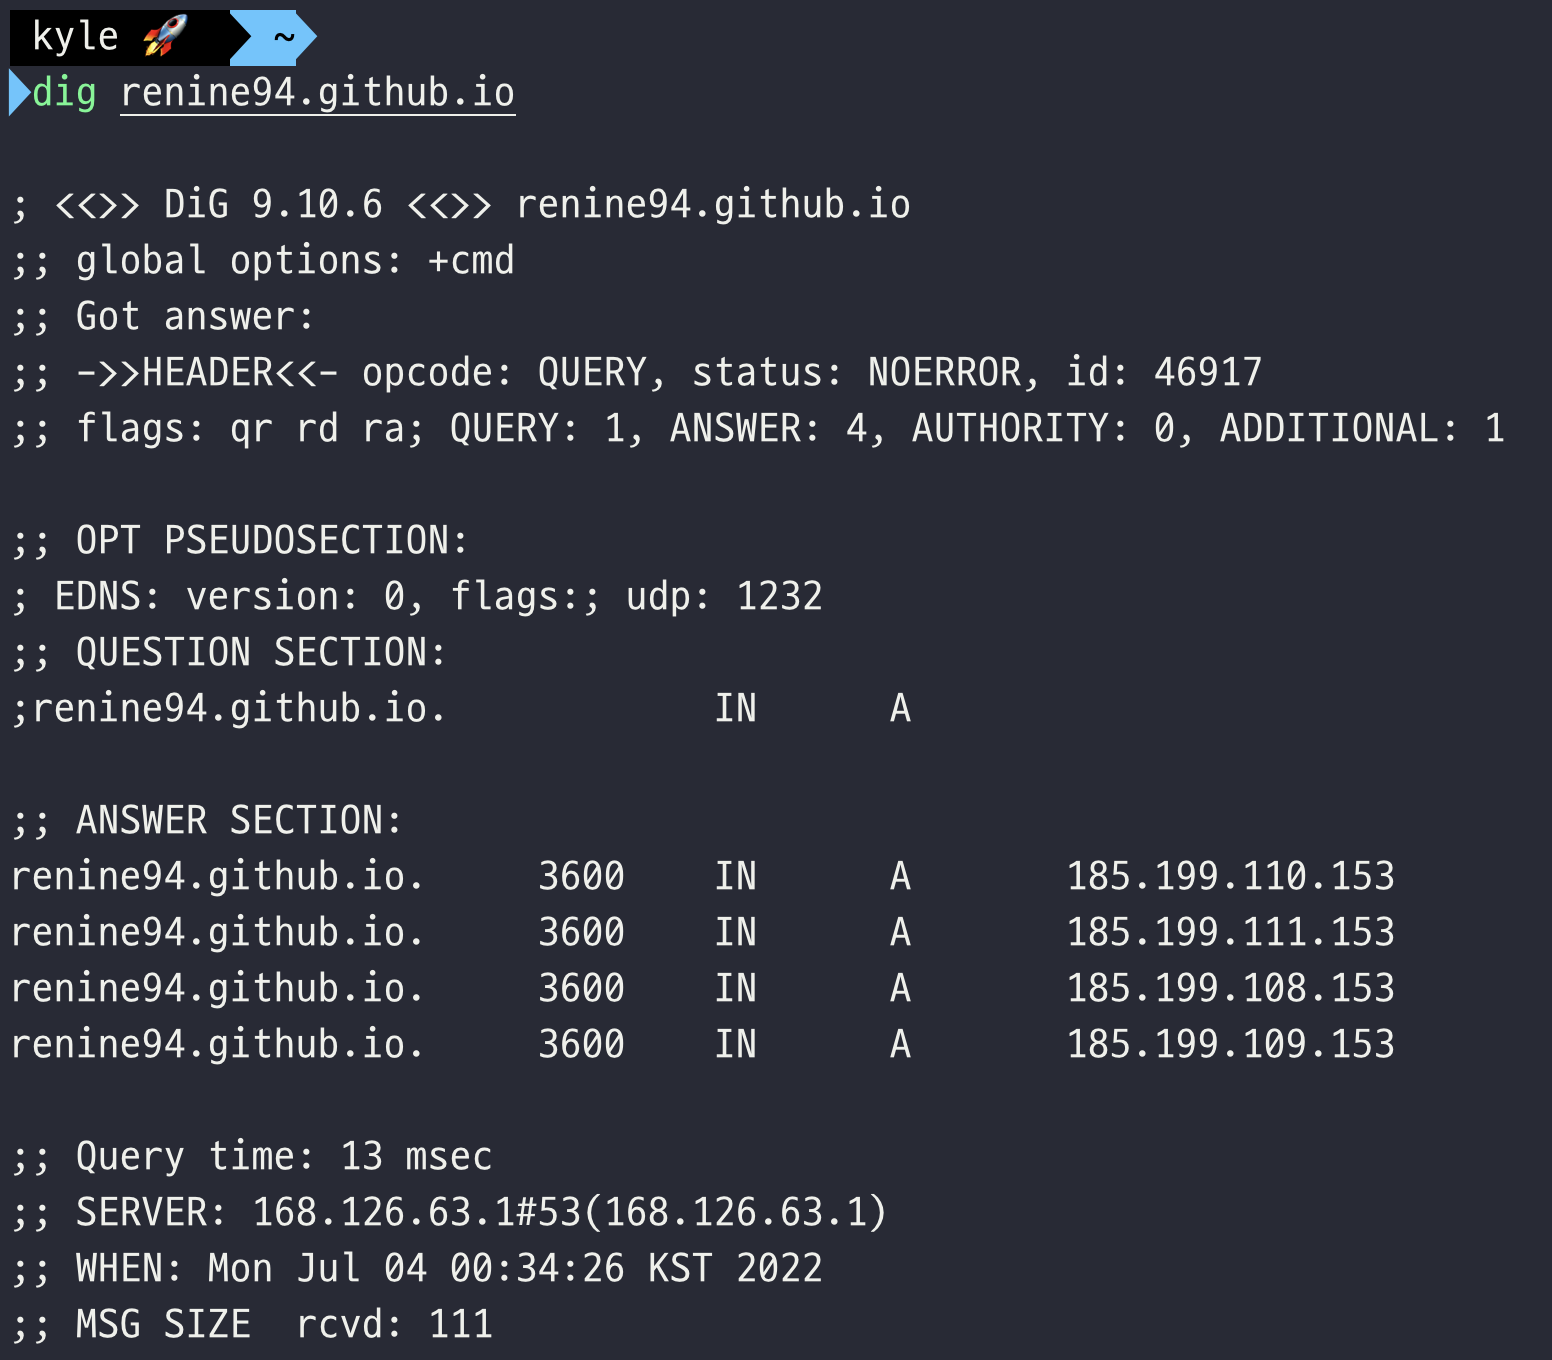 kyle 🚀 ~
dig renine94.github.io
; <<>> DiG 9.10.6 <<>> renine94.github.io
;; global options: +cmd
;; Got answer:
;; ->>HEADER<<- opcode: QUERY, status: NOERROR, id: 46917
;; flags: qr rd ra; QUERY: 1, ANSWER: 4, AUTHORITY: 0, ADDITIONAL: 1
;; OPT PSEUDOSECTION:
; EDNS: version: 0, flags:; udp: 1232
;; QUESTION SECTION:
;renine94.github.io. IN A
;; ANSWER SECTION:
renine94.github.io. 3600 IN A 185.199.110.153
renine94.github.io. 3600 IN A 185.199.111.153
renine94.github.io. 3600 IN A 185.199.108.153
renine94.github.io. 3600 IN A 185.199.109.153
;; Query time: 13 msec
;; SERVER: 168.126.63.1#53(168.126.63.1)
;; WHEN: Mon Jul 04 00:34:26 KST 2022
;; MSG SIZE  rcvd: 111